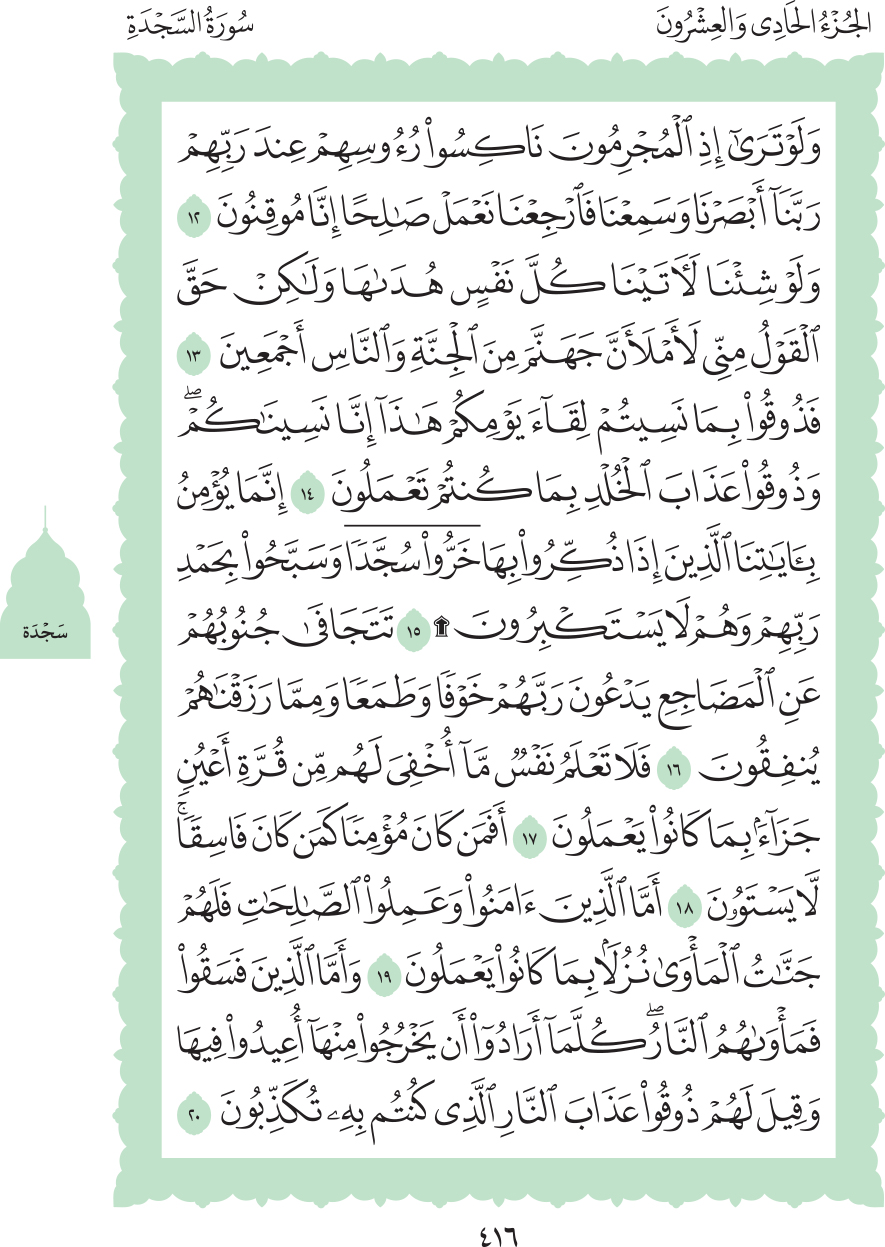 الجُزْءُ الحَادِى وَالعِشْرُونَ
سُورَةُ السَّجْدَةِ
وَلَوْ تَرَىٰٓ إِذِ ٱلْمُجْرِمُونَ نَاكِسُوا۟ رُءُوسِهِمْ عِندَ رَبِّهِمْ
رَبَّنَآ أَبْصَرْنَا وَسَمِعْنَا فَٱرْجِعْنَا نَعْمَلْ صَٰلِحًا إِنَّا مُوقِنُونَ ١٢
وَلَوْ شِئْنَا لَـَٔاتَيْنَا كُلَّ نَفْسٍ هُدَىٰهَا وَلَٰكِنْ حَقَّ
ٱلْقَوْلُ مِنِّى لَأَمْلَأَنَّ جَهَنَّمَ مِنَ ٱلْجِنَّةِ وَٱلنَّاسِ أَجْمَعِينَ ١٣
فَذُوقُوا۟ بِمَا نَسِيتُمْ لِقَآءَ يَوْمِكُمْ هَٰذَآ إِنَّا نَسِينَٰكُمْ ۖ
وَذُوقُوا۟ عَذَابَ ٱلْخُلْدِ بِمَا كُنتُمْ تَعْمَلُونَ ١٤ إِنَّمَا يُؤْمِنُ
بِـَٔايَٰتِنَا ٱلَّذِينَ إِذَا ذُكِّرُوا۟ بِهَا خَرُّوا۟ سُجَّدًا وَسَبَّحُوا۟ بِحَمْدِ
رَبِّهِمْ وَهُمْ لَا يَسْتَكْبِرُونَ ۩ ١٥ تَتَجَافَىٰ جُنُوبُهُمْ
عَنِ ٱلْمَضَاجِعِ يَدْعُونَ رَبَّهُمْ خَوْفًا وَطَمَعًا وَمِمَّا رَزَقْنَٰهُمْ
يُنفِقُونَ ١٦ فَلَا تَعْلَمُ نَفْسٌ مَّآ أُخْفِىَ لَهُم مِّن قُرَّةِ أَعْيُنٍ
جَزَآءًۢ بِمَا كَانُوا۟ يَعْمَلُونَ ١٧ أَفَمَن كَانَ مُؤْمِنًا كَمَن كَانَ فَاسِقًا ۚ
لَّا يَسْتَوُۥنَ ١٨ أَمَّا ٱلَّذِينَ ءَامَنُوا۟ وَعَمِلُوا۟ ٱلصَّٰلِحَٰتِ فَلَهُمْ
جَنَّٰتُ ٱلْمَأْوَىٰ نُزُلًۢا بِمَا كَانُوا۟ يَعْمَلُونَ ١٩ وَأَمَّا ٱلَّذِينَ فَسَقُوا۟
فَمَأْوَىٰهُمُ ٱلنَّارُ ۖ كُلَّمَآ أَرَادُوٓا۟ أَن يَخْرُجُوا۟ مِنْهَآ أُعِيدُوا۟ فِيهَا
وَقِيلَ لَهُمْ ذُوقُوا۟ عَذَابَ ٱلنَّارِ ٱلَّذِى كُنتُم بِهِۦ تُكَذِّبُونَ ٢٠
سَجْدَة
٤١٦